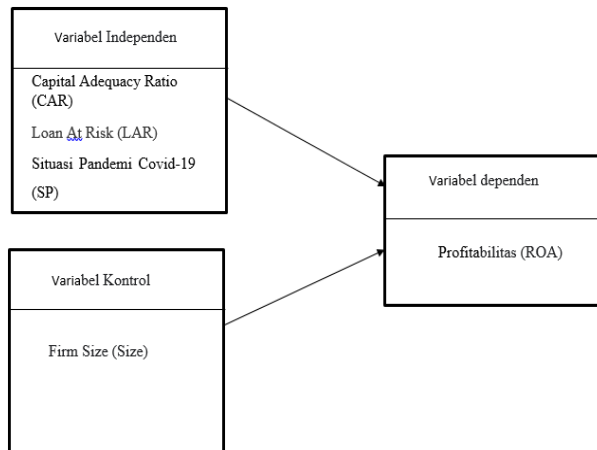 Variabel Independen
Capital Adequacy Ratio
(CAR)
Loan At Risk (LAR)
Situasi Pandemi Covid-19
(SP)
Variabel dependen
Profitabilitas (ROA)
Variabel Kontrol
Firm Size (Size)